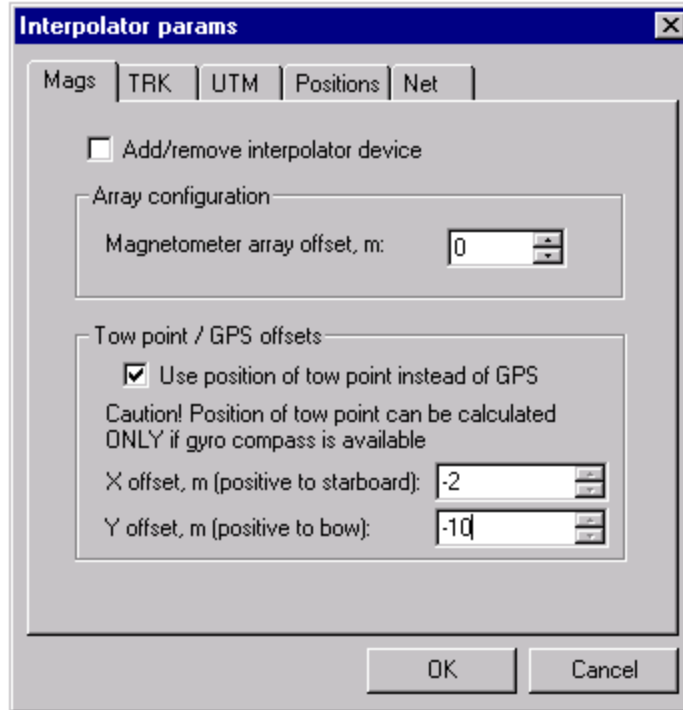 Interpolator params
Mags TRK UTM Positions Net
Add/remove interpolator device
Array configuration
Magnetometer array offset, m: 0
Tow point / GPS offsets
Use position of tow point instead of GPS
Caution! Position of tow point can be calculated
ONLY if gyro compass is available
X offset, m (positive to starboard): -2
Y offset, m (positive to bow): -10
OK Cancel